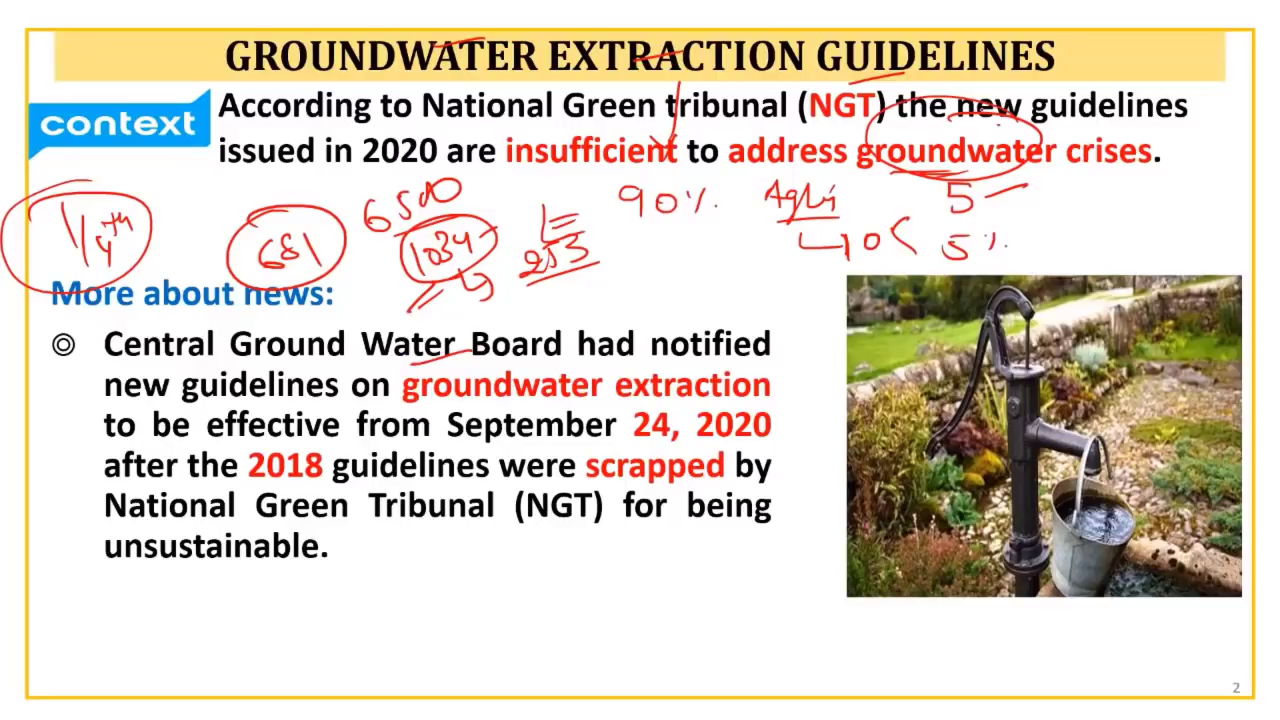 GROUNDWATER EXTRACTION GUIDELINES
context
According to National Green tribunal (NGT) the new guidelines
issued in 2020 are insufficient to address groundwater crises.
1/4th 681 6500 1034 253 90% 5
10 5%
More about news:
◎ Central Ground Water Board had notified
new guidelines on groundwater extraction
to be effective from September 24, 2020
after the 2018 guidelines were scrapped by
National Green Tribunal (NGT) for being
unsustainable.
2